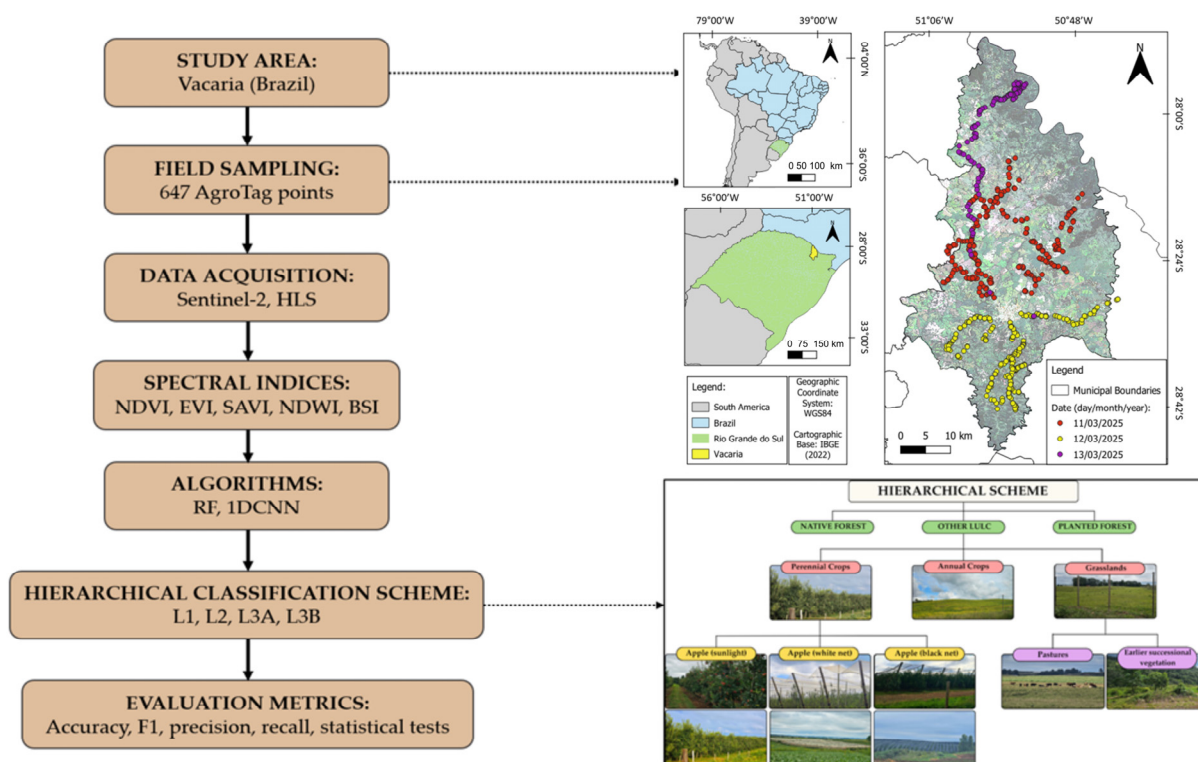 STUDY AREA:
Vacaria (Brazil)
FIELD SAMPLING:
647 AgroTag points
DATA ACQUISITION:
Sentinel-2, HLS
SPECTRAL INDICES:
NDVI, EVI, SAVI, NDWI, BSI
ALGORITHMS:
RF, 1DCNN
HIERARCHICAL CLASSIFICATION SCHEME:
L1, L2, L3A, L3B
EVALUATION METRICS:
Accuracy, F1, precision, recall, statistical tests
79°00'W 39°00'W
N
04°00'N
36°00'S
0 50 100 km
56°00'W 51°00'W
N
28°00'S
33°00'S
0 75 150 km
Legend:
South America
Brazil
Rio Grande do Sul
Vacaria
Geographic
Coordinate
System:
WGS84
Cartographic
Base: IBGE
(2022)
51°06'W 50°48'W
N
28°00'S
28°24'S
28°42'S
0 5 10 km
Legend
Municipal Boundaries
Date (day/month/year):
11/03/2025
12/03/2025
13/03/2025
HIERARCHICAL SCHEME
NATIVE FOREST OTHER LULC PLANTED FOREST
Perennial Crops Annual Crops Grasslands
Apple (sunlight) Apple (white net) Apple (black net) Pastures Earlier successional
vegetation